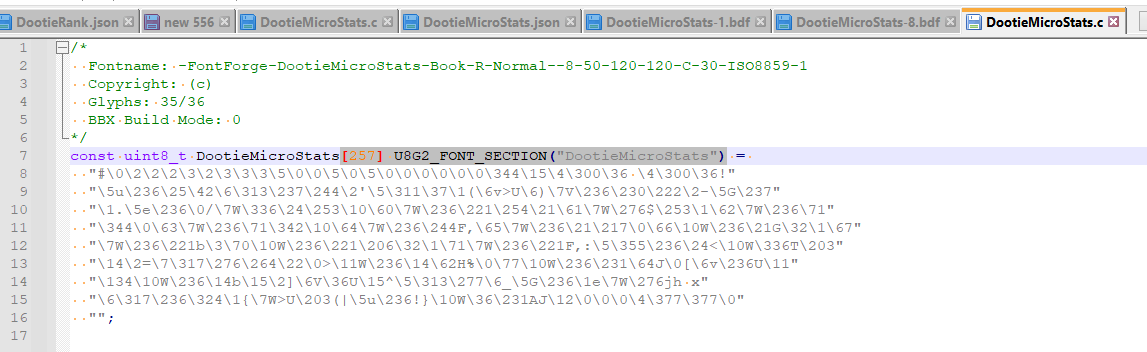 DootieRank.json new 556 DootieMicroStats.c DootieMicroStats.json DootieMicroStats-1.bdf DootieMicroStats-8.bdf DootieMicroStats.c
1 /*
2 Fontname: -FontForge-DootieMicroStats-Book-R-Normal--8-50-120-120-C-30-ISO8859-1
3 Copyright: (c)
4 Glyphs: 35/36
5 BBX Build Mode: 0
6 */
7 const uint8_t DootieMicroStats[257] U8G2_FONT_SECTION("DootieMicroStats") =
8 "#\0\2\2\2\3\2\3\3\3\5\0\0\5\0\5\0\0\0\0\0\0\344\15\4\300\36 \4\300\36!"
9 "\5u\236\25\42\6\313\237\244\2'\5\311\37\1(\6v>U\6)\7V\236\230\222\2-\5G\237"
10 "\1.\5e\236\0/\7W\336\24\253\10\60\7W\236\221\254\21\61\7W\276$\253\1\62\7W\236\71"
11 "\344\0\63\7W\236\71\342\10\64\7W\236\244F,\65\7W\236\21\217\0\66\10W\236\21G\32\1\67"
12 "\7W\236\221b\3\70\10W\236\221\206\32\1\71\7W\236\221F,:\5\355\236\24<\10W\336T\203"
13 "\14\2=\7\317\276\264\22\0>\11W\236\14\62H%\0\77\10W\236\231\64J\0[\6v\236U\11"
14 "\134\10W\236\14b\15\2]\6V\36U\15^\5\313\277\6_\5G\236\1e\7W\276jh x"
15 "\6\317\236\324\1{\7W>U\203(|\5u\236!}\10W\36\231AJ\12\0\0\0\4\377\377\0"
16 "";
17